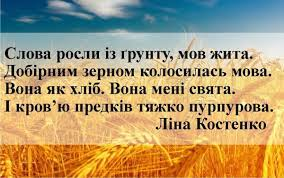 Слова росли із ґрунту, мов жита.
Добірним зерном колосилась мова.
Вона як хліб. Вона мені свята.
І кров'ю предків тяжко пурпурова.
Ліна Костенко